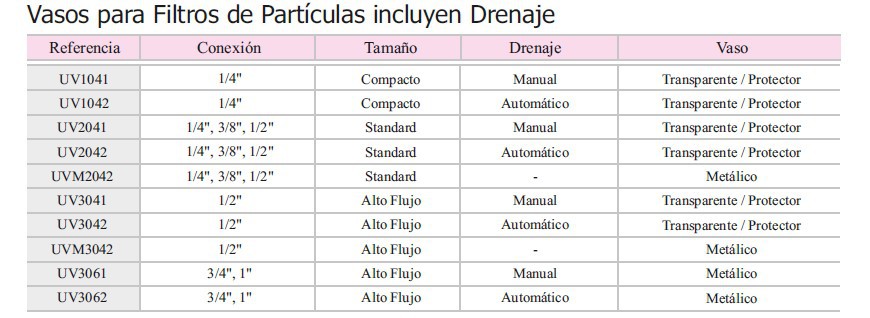 Vasos para Filtros de Partículas incluyen Drenaje
Referencia Conexión Tamaño Drenaje Vaso
UV1041 1/4" Compacto Manual Transparente / Protector
UV1042 1/4" Compacto Automático Transparente / Protector
UV2041 1/4", 3/8", 1/2" Standard Manual Transparente / Protector
UV2042 1/4", 3/8", 1/2" Standard Automático Transparente / Protector
UVM2042 1/4", 3/8", 1/2" Standard - Metálico
UV3041 1/2" Alto Flujo Manual Transparente / Protector
UV3042 1/2" Alto Flujo Automático Transparente / Protector
UVM3042 1/2" Alto Flujo - Metálico
UV3061 3/4", 1" Alto Flujo Manual Metálico
UV3062 3/4", 1" Alto Flujo Automático Metálico